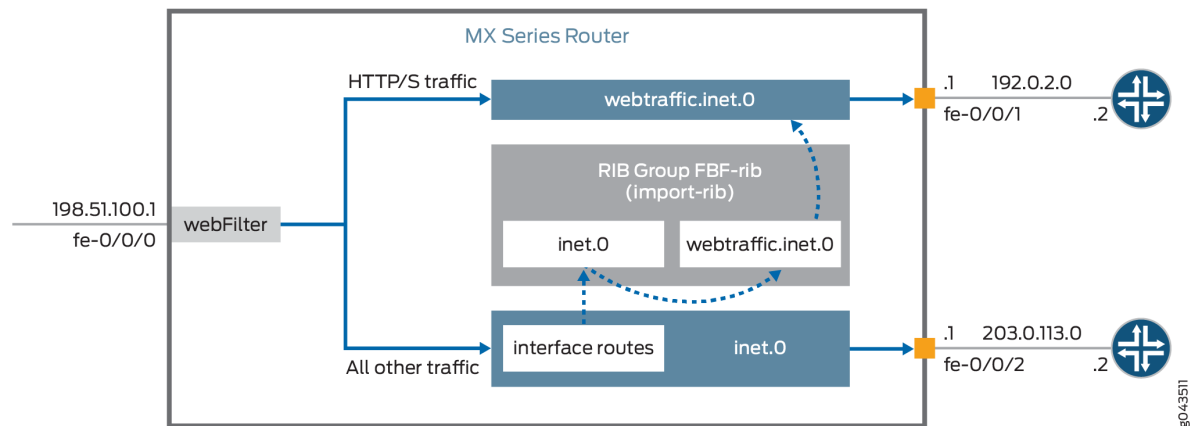 MX Series Router
HTTP/S traffic
webtraffic.inet.0
.1 192.0.2.0
fe-0/0/1 .2
RIB Group FBF-rib
(import-rib)
198.51.100.1
fe-0/0/0
webFilter
inet.0
webtraffic.inet.0
All other traffic
interface routes
inet.0
.1 203.0.113.0
fe-0/0/2 .2
g043511